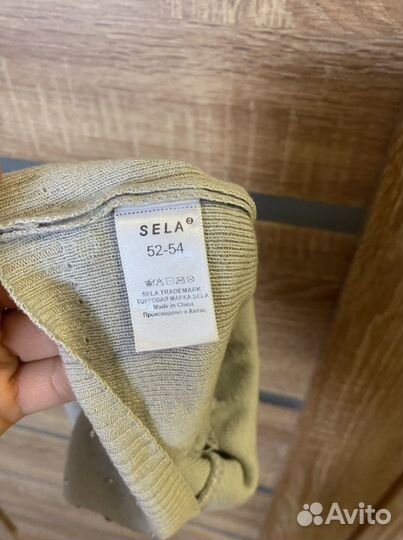 SELA
52-54
SELA TRADEMARK
ТОРГОВАЯ МАРКА SELA
Made in China
Произведено в Китае
Avito